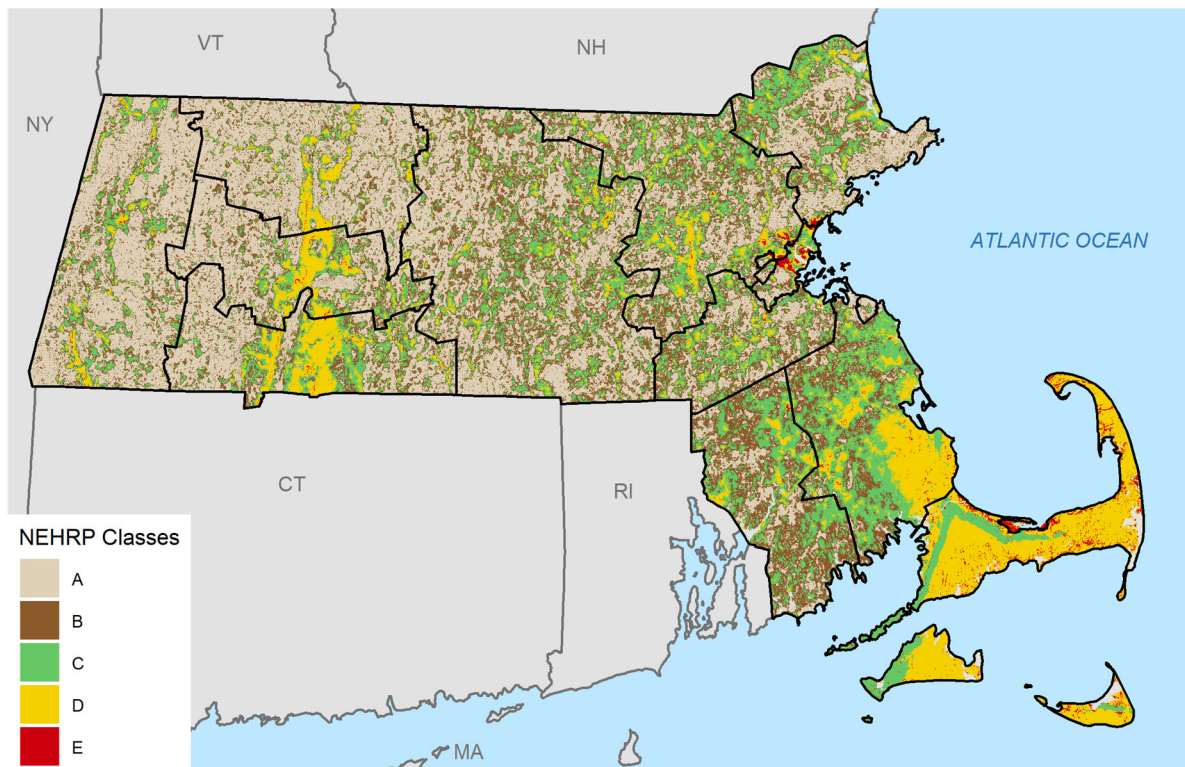 VT
NH
NY
ATLANTIC OCEAN
CT
RI
NEHRP Classes
A
B
C
D
E
MA